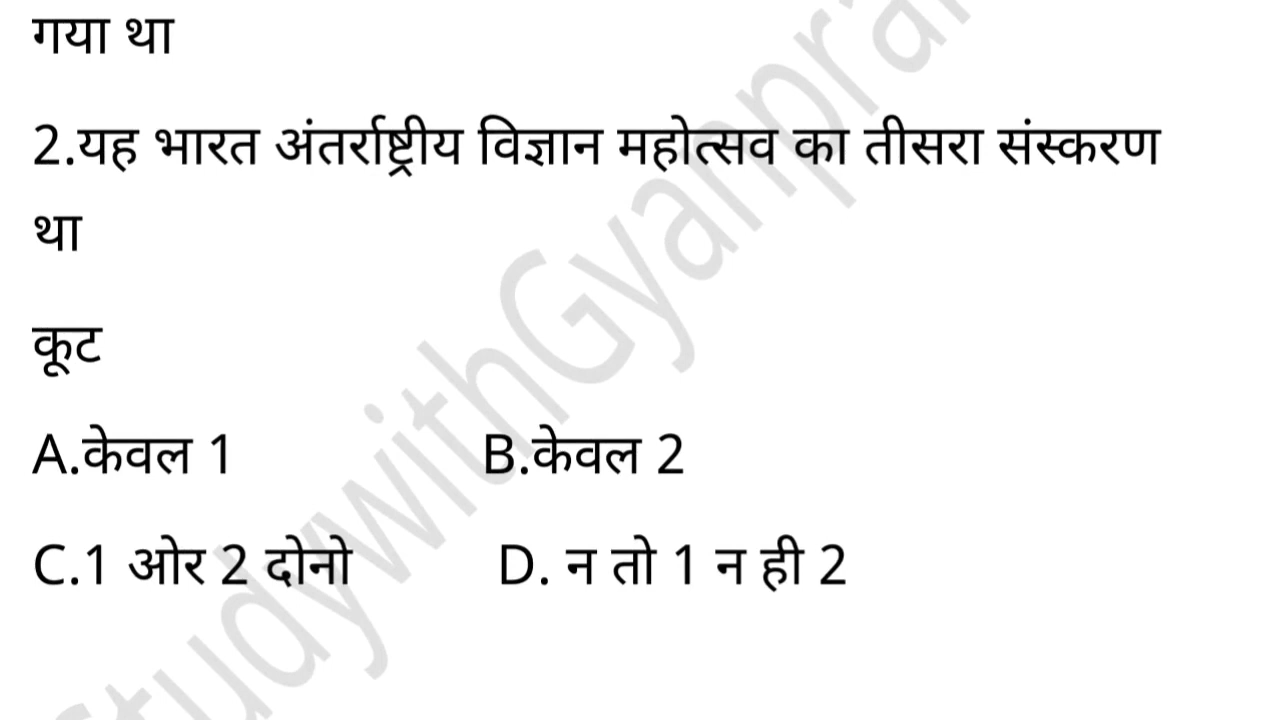 गया था
2.यह भारत अंतर्राष्ट्रीय विज्ञान महोत्सव का तीसरा संस्करण
था
कूट
A.केवल 1 B.केवल 2
C.1 ओर 2 दोनो D. न तो 1 न ही 2
StudywithGyanpra